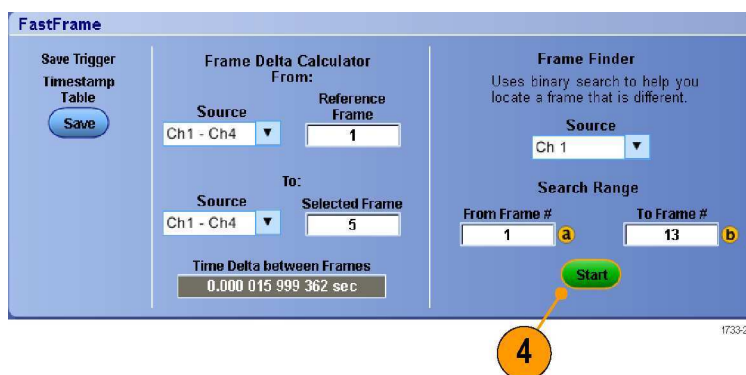 FastFrame
Save Trigger
Timestamp
Table
Save
Frame Delta Calculator
From:
Source
Reference
Frame
Ch1 - Ch4
1
To:
Source
Selected Frame
Ch1 - Ch4
5
Time Delta between Frames
0.000 015 999 362 sec
Frame Finder
Uses binary search to help you
locate a frame that is different.
Source
Ch 1
Search Range
From Frame #
To Frame #
1
a
13
b
Start
4
1733-2